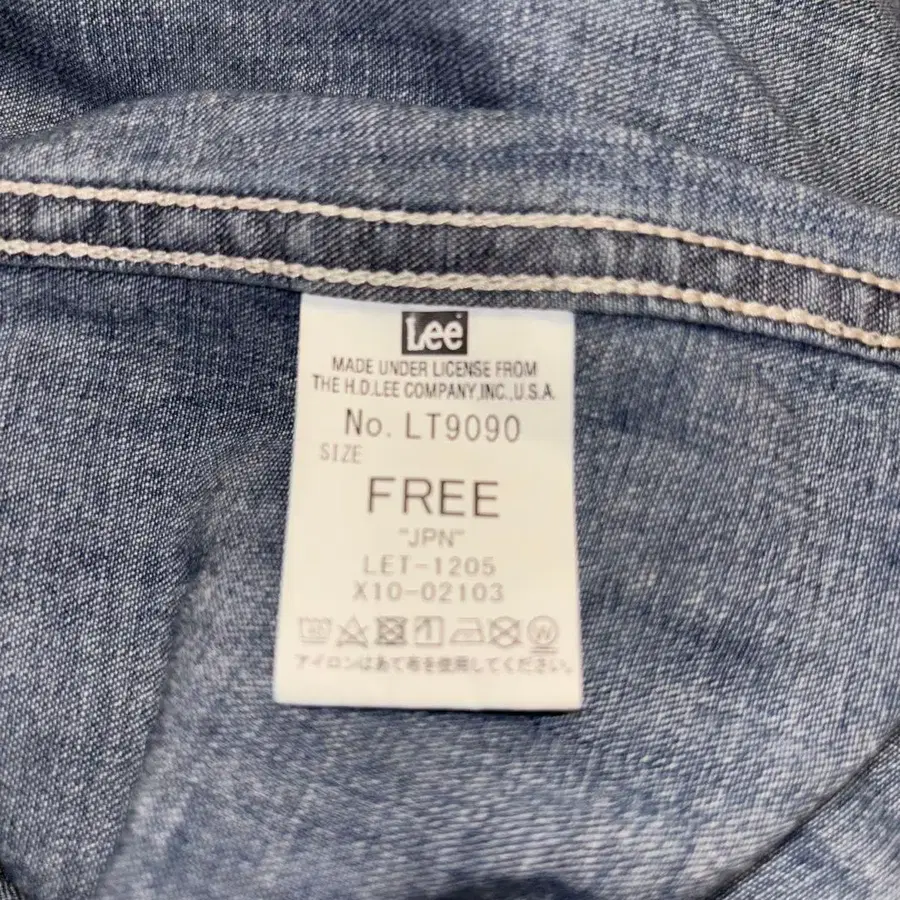 Lee
MADE UNDER LICENSE FROM
THE H.D.LEE COMPANY,INC.,U.S.A.
No. LT9090
SIZE
FREE
"JPN"
LET-1205
X10-02103
W
アイロンはあて布を使用してください。